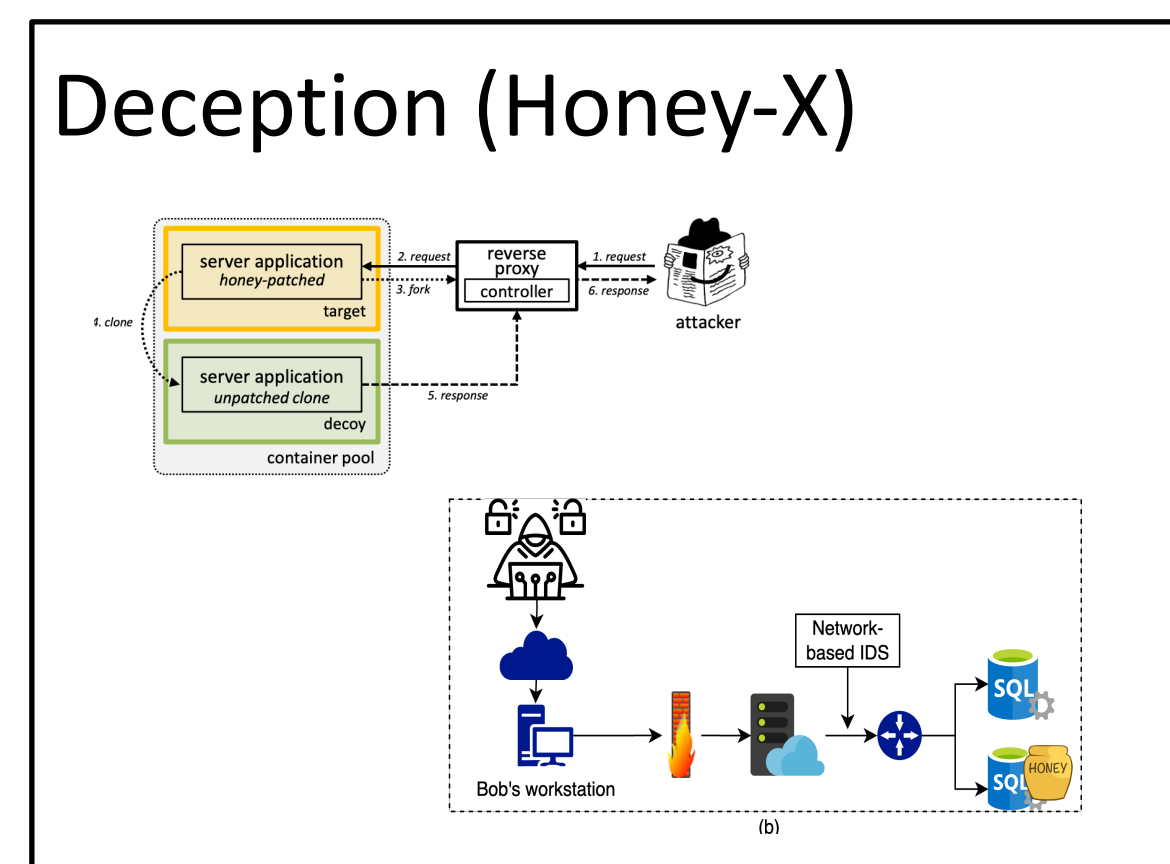 Deception (Honey-X)
server application
honey-patched
target
2. request
3. fork
reverse
proxy
controller
1. request
6. response
attacker
4. clone
server application
unpatched clone
decoy
5. response
container pool
Network-
based IDS
SQL
SQL
HONEY
Bob's workstation
(b)